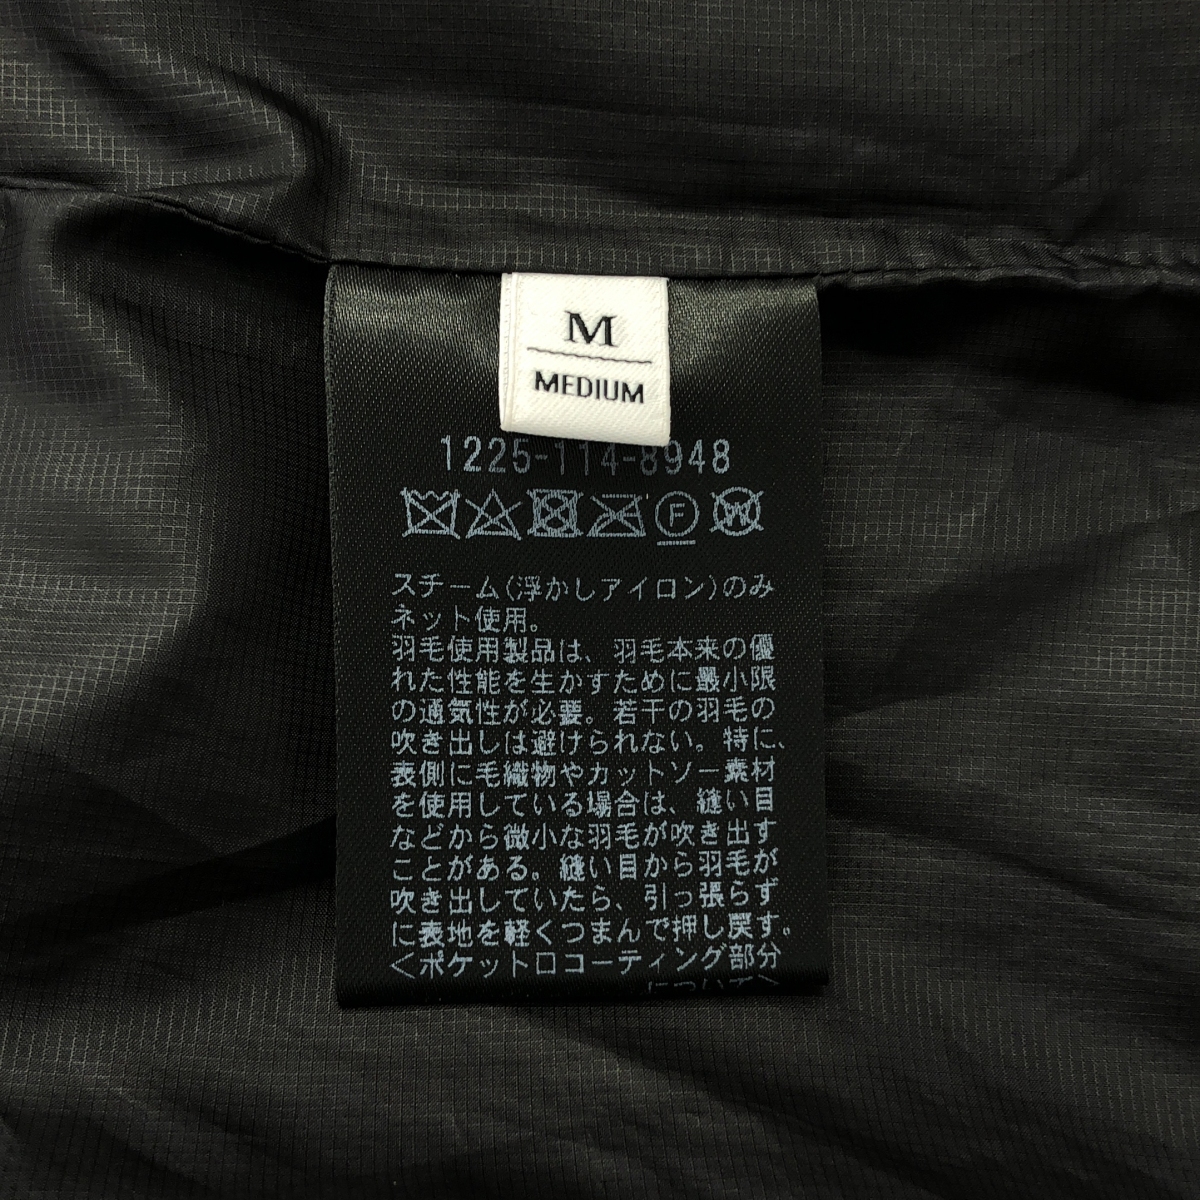 M
MEDIUM
1225-114-8948
F
W
スチーム(浮かしアイロン)のみ
ネット使用。
羽毛使用製品は、羽毛本来の優
れた性能を生かすために最小限
の通気性が必要。若干の羽毛の
吹き出しは避けられない。特に、
表側に毛織物やカットソー素材
を使用している場合は、縫い目
などから微小な羽毛が吹き出す
ことがある。縫い目から羽毛が
吹き出していたら、引っ張らず
に表地を軽くつまんで押し戻す。
<ポケット口コーティング部分
について>